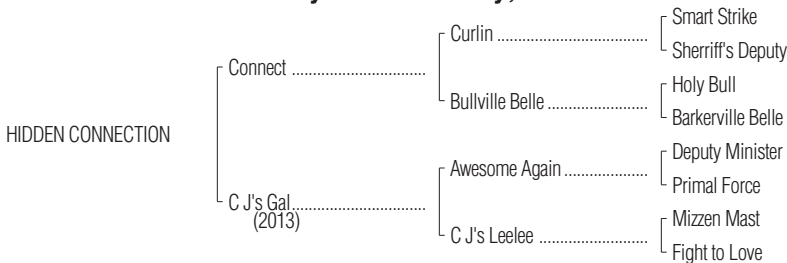 Smart Strike
Curlin ....................................
Sherriff's Deputy
Connect ................................
Holy Bull
Bullville Belle ........................
Barkerville Belle
HIDDEN CONNECTION
Deputy Minister
Awesome Again ....................
Primal Force
C J's Gal................................
(2013)
Mizzen Mast
C J's Leelee ..........................
Fight to Love